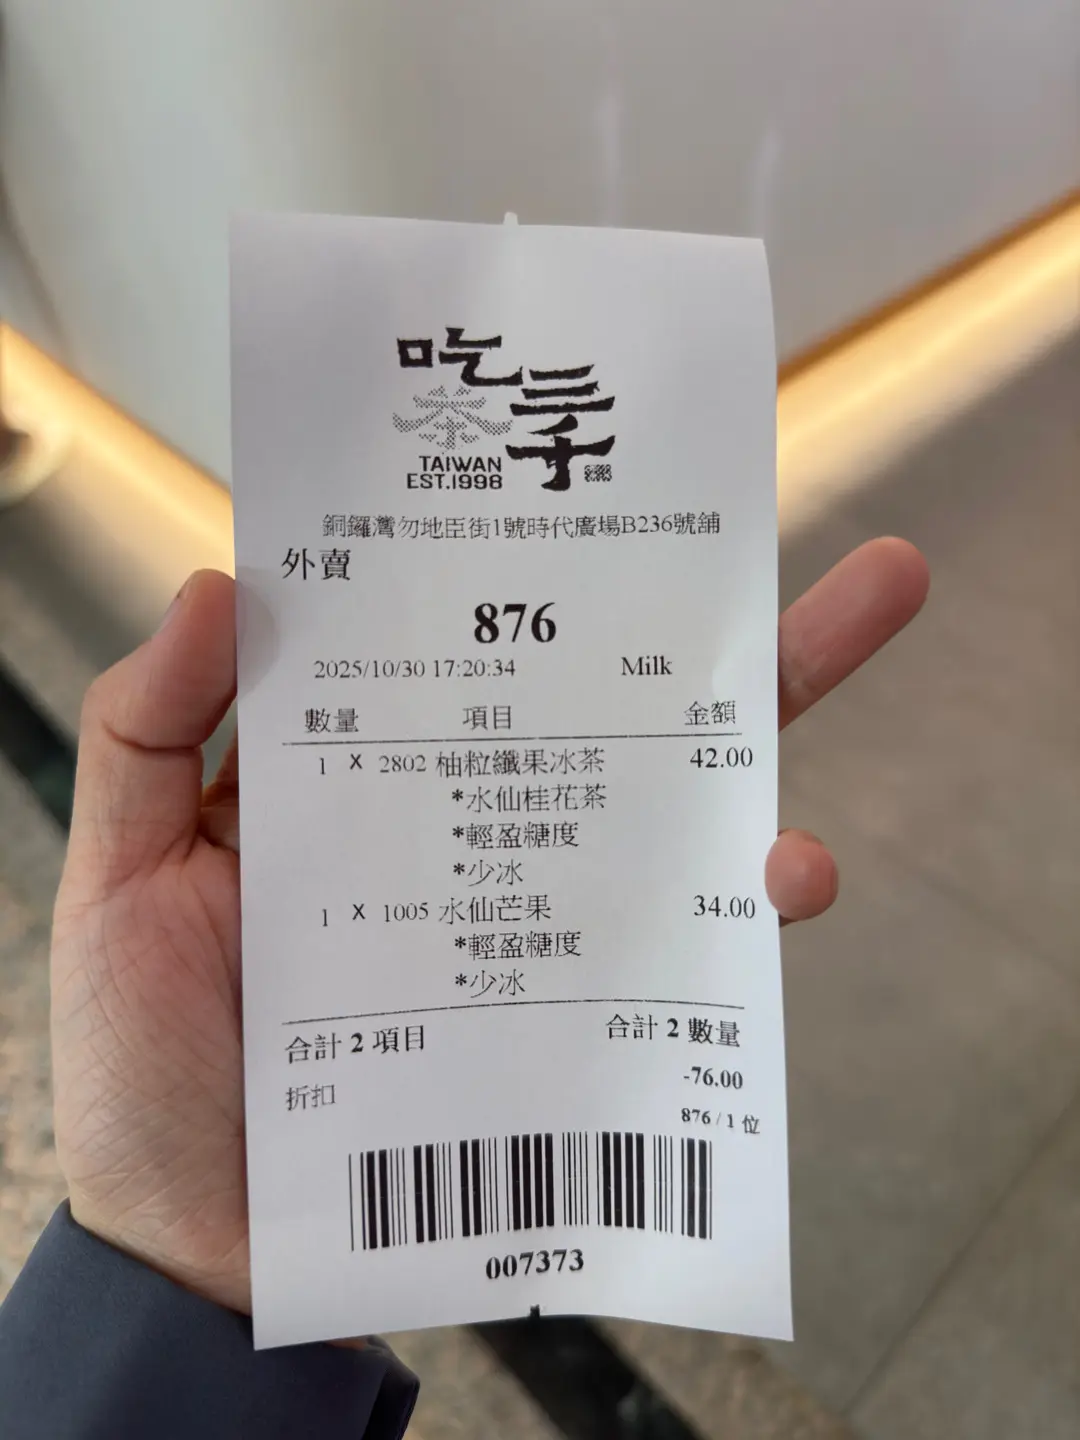 吃茶三千
TAIWAN
EST.1998
銅鑼灣勿地臣街1號時代廣場B236號舖
外賣
876
2025/10/30 17:20:34 Milk
數量 項目 金額
1 X 2802 柚粒纖果冰茶 42.00
*水仙桂花茶
*輕盈糖度
*少冰
1 X 1005 水仙芒果 34.00
*輕盈糖度
*少冰
合計 2 項目 合計 2 數量
折扣 -76.00
876 / 1 位
007373